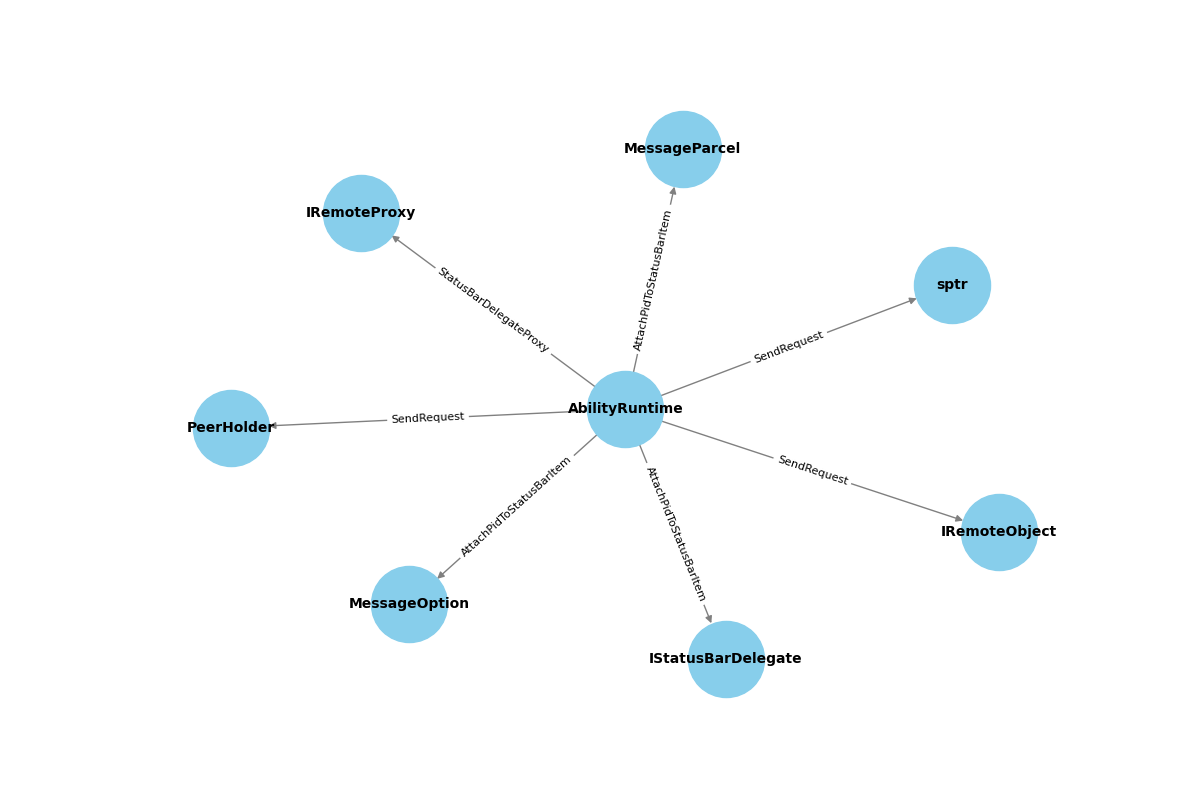 MessageParcel
IRemoteProxy
AttachPidToStatusBarItem
sptr
StatusBarDelegateProxy
SendRequest
AbilityRuntime
PeerHolder
SendRequest
SendRequest
AttachPidToStatusBarItem
AttachPidToStatusBarItem
IRemoteObject
MessageOption
IStatusBarDelegate